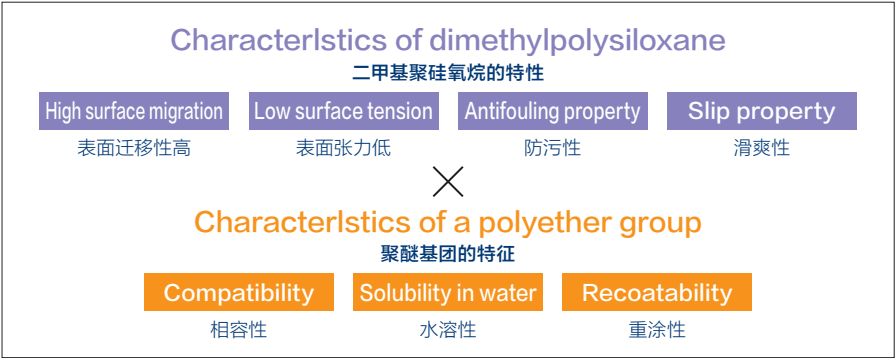 Characterlstics of dimethylpolysiloxane
二甲基聚硅氧烷的特性
High surface migration Low surface tension Antifouling property Slip property
表面迁移性高 表面张力低 防污性 滑爽性
×
Characterlstics of a polyether group
聚醚基团的特征
Compatibility Solubility in water Recoatability
相容性 水溶性 重涂性